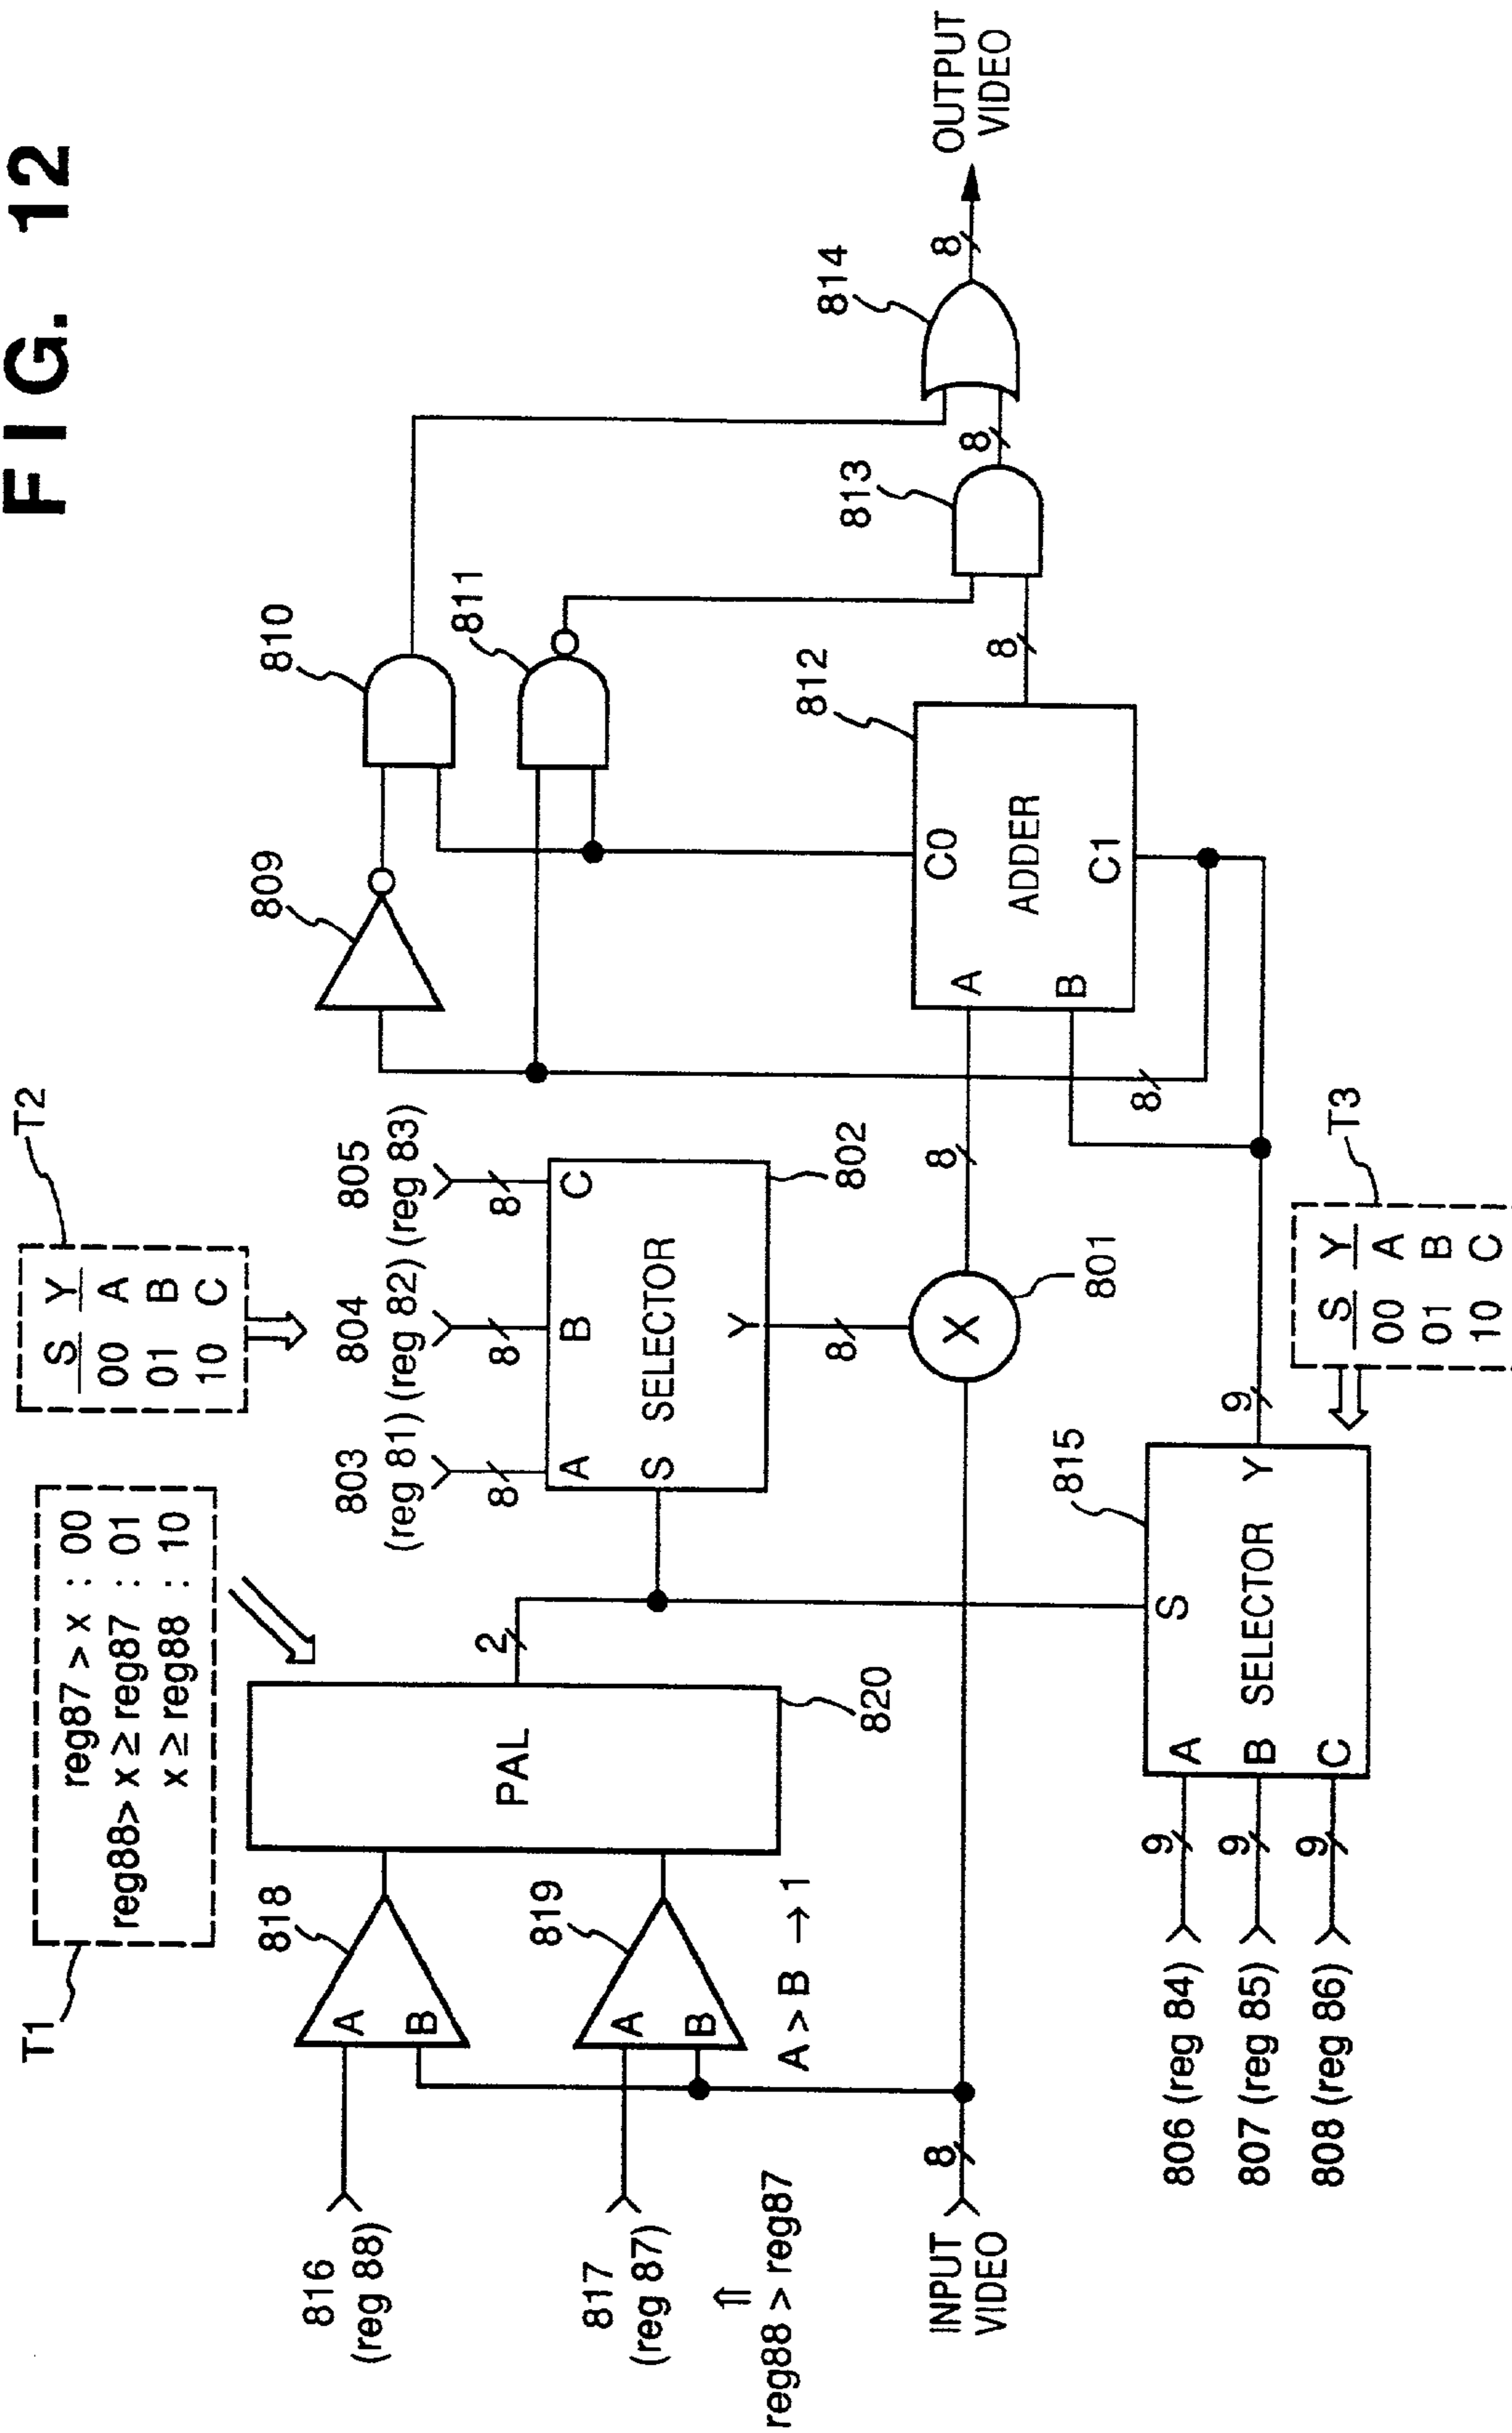 FIG. 12
T1
reg87 > x : 00
reg88> x ≥ reg87 : 01
x ≥ reg88 : 10
T2
S Y
00 A
01 B
10 C
816
(reg 88)
817
(reg 87)
⇑
reg88 > reg87
818
A
B
819
A
B
A > B → 1
PAL
820
2
803
804
805
(reg 81) (reg 82) (reg 83)
8
8
8
A
B
C
S
SELECTOR
Y
802
8
X
801
8
INPUT
VIDEO
8
809
810
811
812
A
B
C0
ADDER
C1
8
8
813
8
814
8
OUTPUT
VIDEO
806 (reg 84)
807 (reg 85)
808 (reg 86)
9
9
9
A
B
C
S
SELECTOR
Y
815
9
T3
S Y
00 A
01 B
10 C